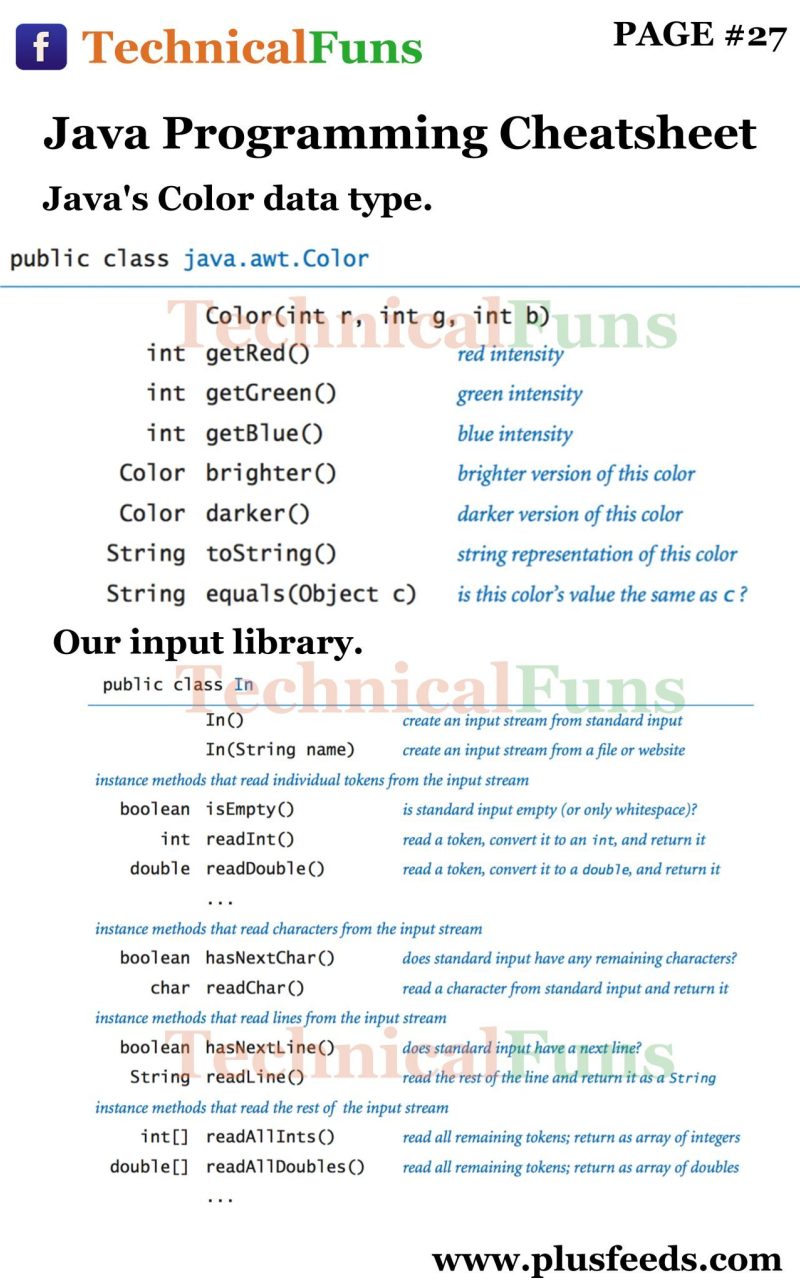 f TechnicalFuns
PAGE #27
Java Programming Cheatsheet
Java's Color data type.
public class java.awt.Color
TechnicalFuns
Color(int r, int g, int b)
int getRed() red intensity
int getGreen() green intensity
int getBlue() blue intensity
Color brighter() brighter version of this color
Color darker() darker version of this color
String toString() string representation of this color
String equals(Object c) is this color's value the same as c ?
Our input library.
TechnicalFuns
public class In
In() create an input stream from standard input
In(String name) create an input stream from a file or website
instance methods that read individual tokens from the input stream
boolean isEmpty() is standard input empty (or only whitespace)?
int readInt() read a token, convert it to an int, and return it
double readDouble() read a token, convert it to a double, and return it
...
instance methods that read characters from the input stream
boolean hasNextChar() does standard input have any remaining characters?
char readChar() read a character from standard input and return it
instance methods that read lines from the input stream
TechnicalFuns
boolean hasNextLine() does standard input have a next line?
String readLine() read the rest of the line and return it as a String
instance methods that read the rest of the input stream
int[] readAllInts() read all remaining tokens; return as array of integers
double[] readAllDoubles() read all remaining tokens; return as array of doubles
...
www.plusfeeds.com